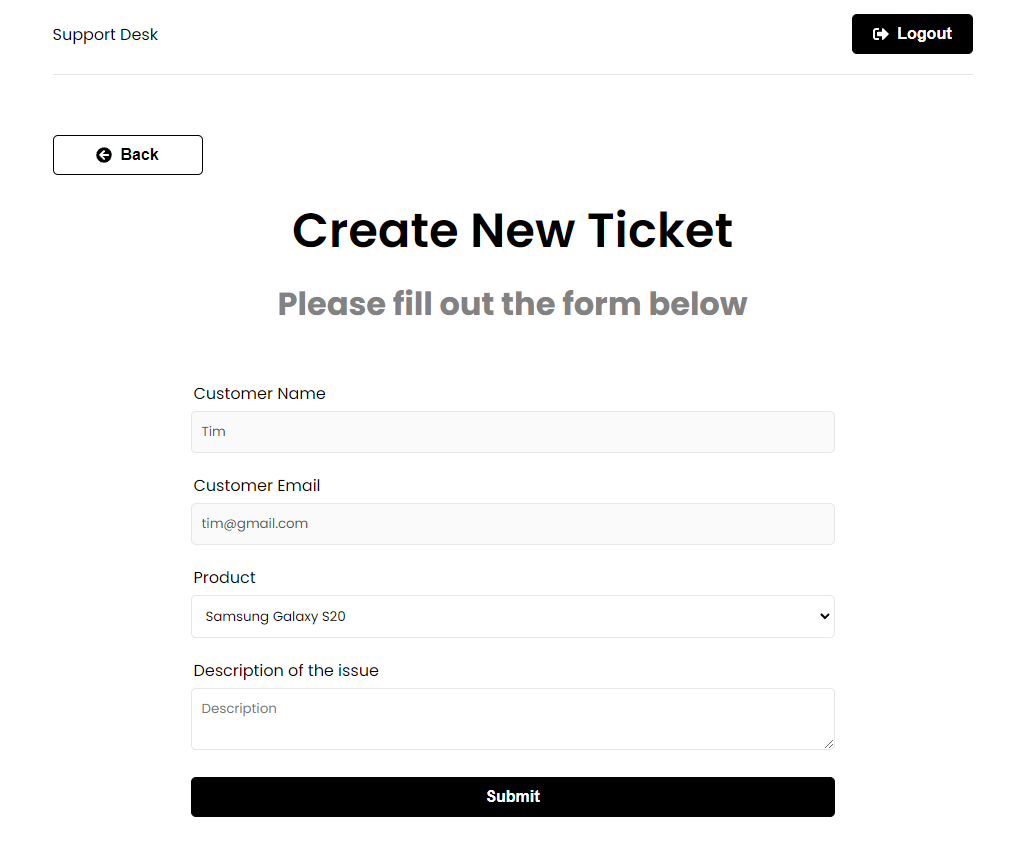 Support Desk
Logout
Back
Create New Ticket
Please fill out the form below
Customer Name
Tim
Customer Email
tim@gmail.com
Product
Samsung Galaxy S20
Description of the issue
Description
Submit